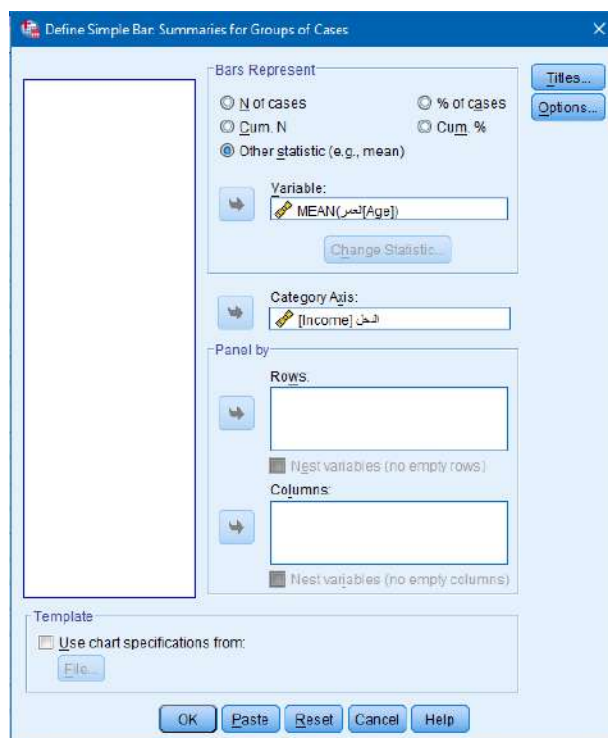 Define Simple Bar: Summaries for Groups of Cases
Bars Represent
N of cases
% of cases
Cum. N
Cum. %
Other statistic (e.g., mean)
Variable:
MEAN(العمر[Age])
Change Statistic...
Category Axis:
[Income] الدخل
Panel by
Rows:
Nest variables (no empty rows)
Columns:
Nest variables (no empty columns)
Titles...
Options...
Template
Use chart specifications from:
File...
OK Paste Reset Cancel Help